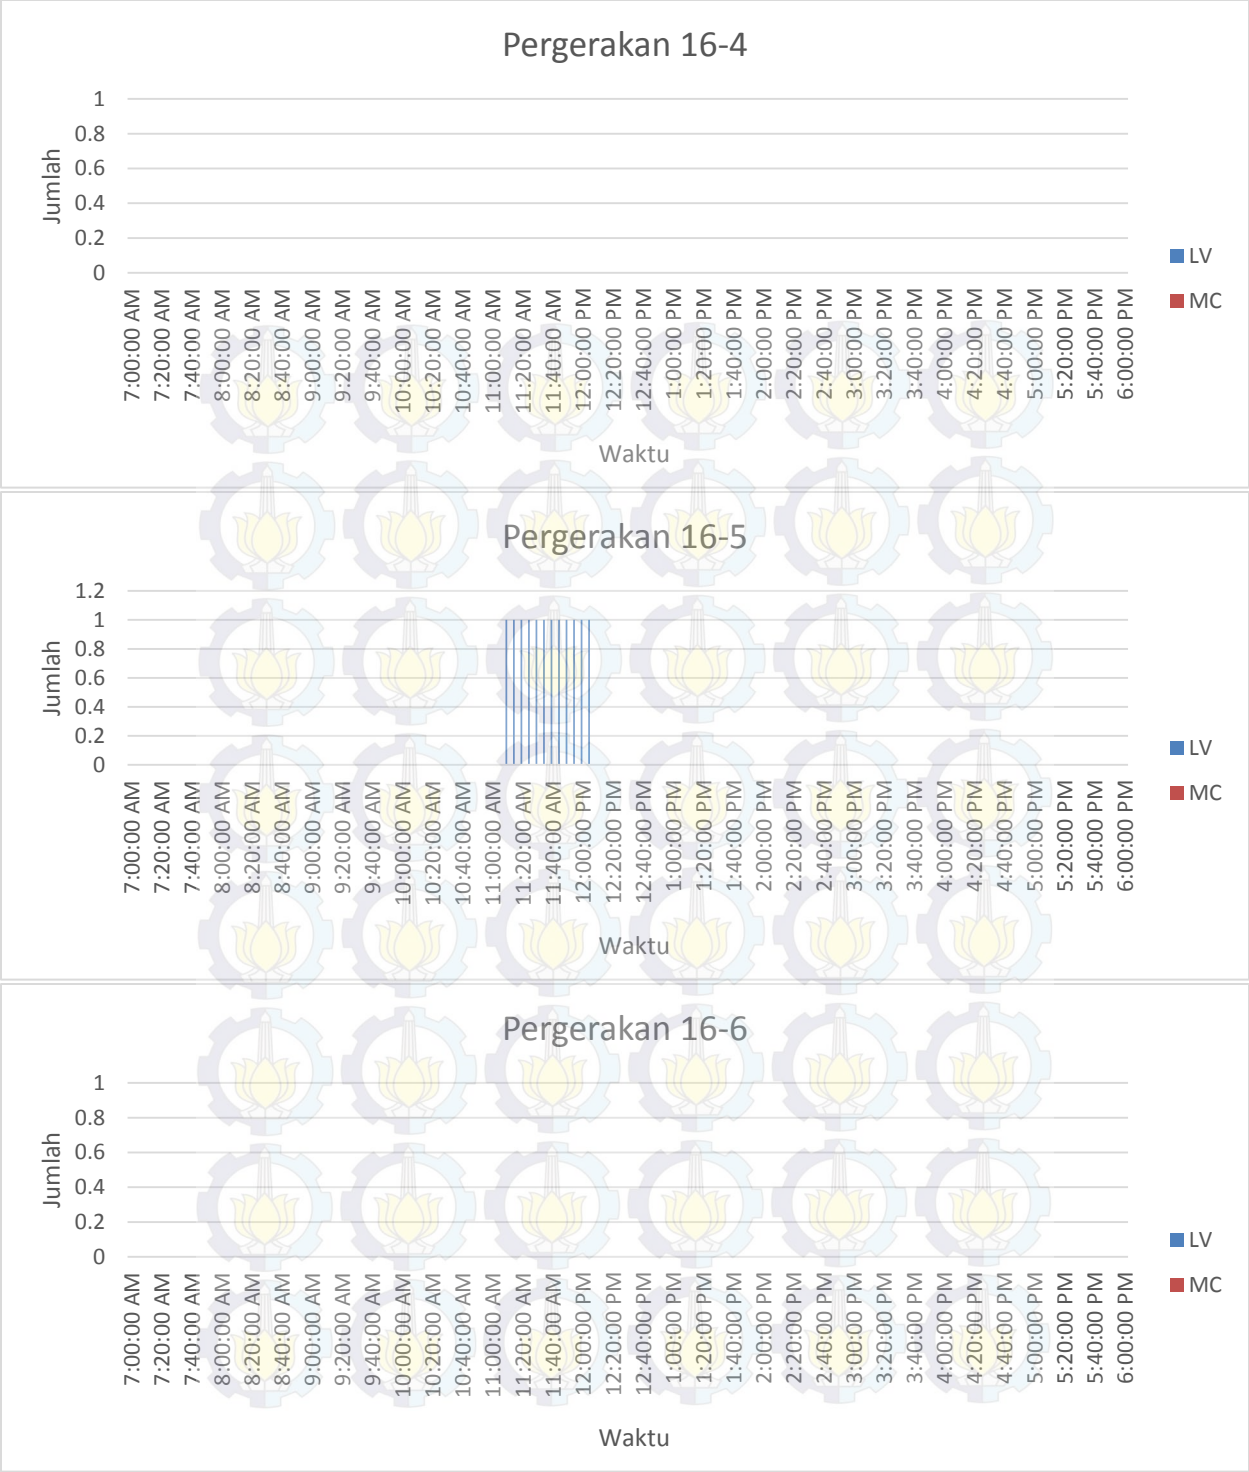 Pergerakan 16-4
1
0.8
0.6
0.4
0.2
0
Jumlah
7:00:00 AM
7:20:00 AM
7:40:00 AM
8:00:00 AM
8:20:00 AM
8:40:00 AM
9:00:00 AM
9:20:00 AM
9:40:00 AM
10:00:00 AM
10:20:00 AM
10:40:00 AM
11:00:00 AM
11:20:00 AM
11:40:00 AM
12:00:00 PM
12:20:00 PM
12:40:00 PM
1:00:00 PM
1:20:00 PM
1:40:00 PM
2:00:00 PM
2:20:00 PM
2:40:00 PM
3:00:00 PM
3:20:00 PM
3:40:00 PM
4:00:00 PM
4:20:00 PM
4:40:00 PM
5:00:00 PM
5:20:00 PM
5:40:00 PM
6:00:00 PM
Waktu
LV
MC
Pergerakan 16-5
1.2
1
0.8
0.6
0.4
0.2
0
Jumlah
7:00:00 AM
7:20:00 AM
7:40:00 AM
8:00:00 AM
8:20:00 AM
8:40:00 AM
9:00:00 AM
9:20:00 AM
9:40:00 AM
10:00:00 AM
10:20:00 AM
10:40:00 AM
11:00:00 AM
11:20:00 AM
11:40:00 AM
12:00:00 PM
12:20:00 PM
12:40:00 PM
1:00:00 PM
1:20:00 PM
1:40:00 PM
2:00:00 PM
2:20:00 PM
2:40:00 PM
3:00:00 PM
3:20:00 PM
3:40:00 PM
4:00:00 PM
4:20:00 PM
4:40:00 PM
5:00:00 PM
5:20:00 PM
5:40:00 PM
6:00:00 PM
Waktu
LV
MC
Pergerakan 16-6
1
0.8
0.6
0.4
0.2
0
Jumlah
7:00:00 AM
7:20:00 AM
7:40:00 AM
8:00:00 AM
8:20:00 AM
8:40:00 AM
9:00:00 AM
9:20:00 AM
9:40:00 AM
10:00:00 AM
10:20:00 AM
10:40:00 AM
11:00:00 AM
11:20:00 AM
11:40:00 AM
12:00:00 PM
12:20:00 PM
12:40:00 PM
1:00:00 PM
1:20:00 PM
1:40:00 PM
2:00:00 PM
2:20:00 PM
2:40:00 PM
3:00:00 PM
3:20:00 PM
3:40:00 PM
4:00:00 PM
4:20:00 PM
4:40:00 PM
5:00:00 PM
5:20:00 PM
5:40:00 PM
6:00:00 PM
Waktu
LV
MC